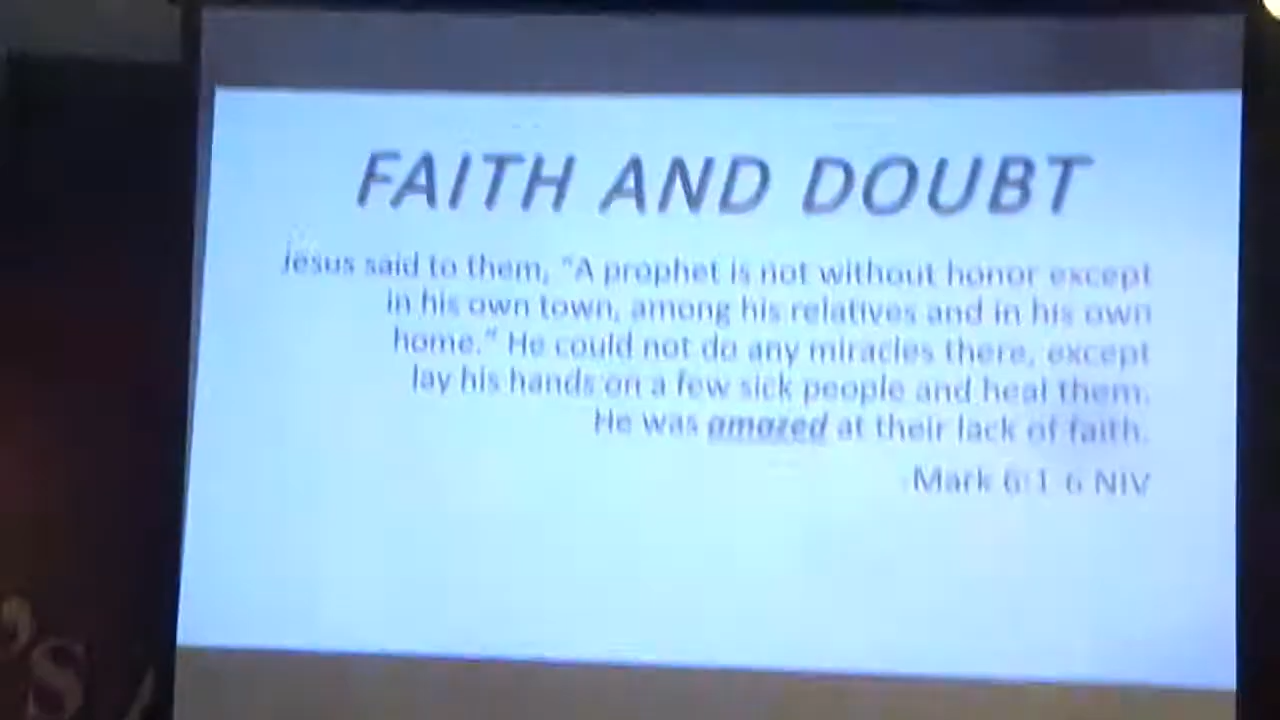 FAITH AND DOUBT
Jesus said to them, "A prophet is not without honor except
in his own town, among his relatives and in his own
home." He could not do any miracles there, except
lay his hands on a few sick people and heal them.
He was amazed at their lack of faith.
-Mark 6:1-6 NIV
's